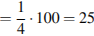 = 1/4 · 100 = 25